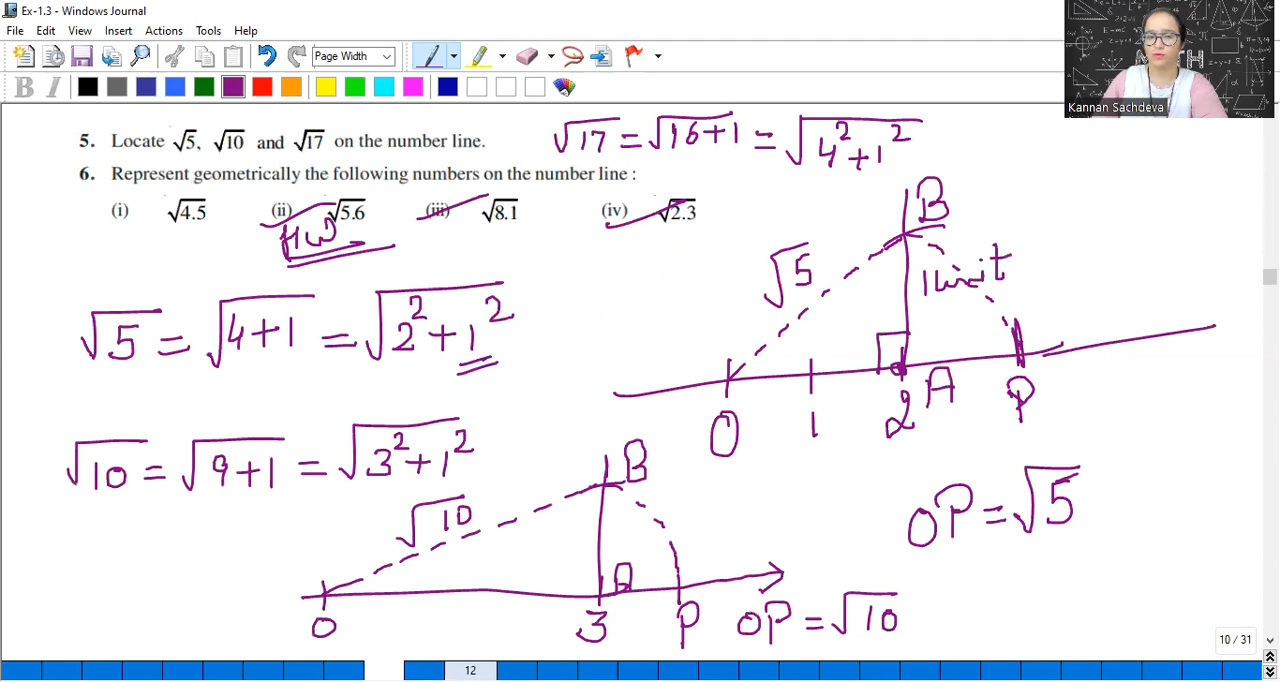 Ex-1.3 - Windows Journal
File Edit View Insert Actions Tools Help
Page Width
B I
Kannan Sachdeva
5. Locate √5, √10 and √17 on the number line.
√17 = √16+1 = √4²+1²
6. Represent geometrically the following numbers on the number line :
(i) √4.5 (ii) √5.6 (iii) √8.1 (iv) √2.3
HW
B
√5
1 unit
√5 = √4+1 = √2²+1²
0 1 2 A P
√10 = √9+1 = √3²+1²
B
√10
OP = √5
A
0 3 P OP = √10
10 / 31
12